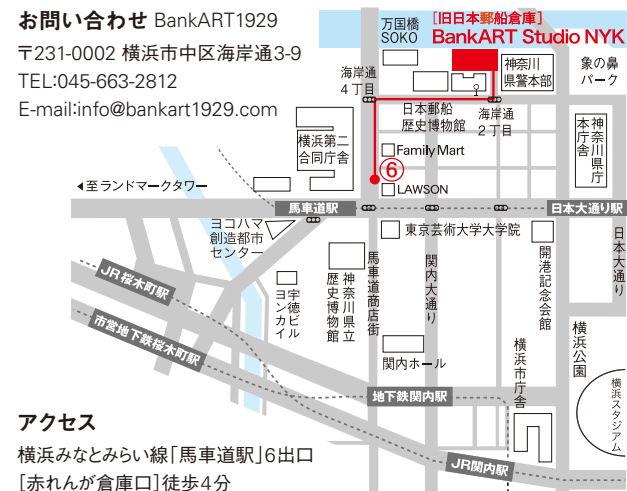 お問い合わせ BankART1929
〒231-0002 横浜市中区海岸通3-9
TEL:045-663-2812
E-mail:info@bankart1929.com
万国橋
SOKO
[旧日本郵船倉庫]
BankART Studio NYK
神奈川
県警本部
象の鼻
パーク
海岸通
4丁目
日本郵船
歴史博物館
海岸通
2丁目
横浜第二
合同庁舎
神奈川県庁
本庁舎
FamilyMart
⑥
LAWSON
◀至ランドマークタワー
馬車道駅
日本大通り駅
ヨコハマ
創造都市
センター
東京芸術大学大学院
日本大通り
JR桜木町駅
宇徳ビル
ヨンカイ
神奈川県立
歴史博物館
馬車道商店街
関内大通り
開港記念会館
市営地下鉄桜木町駅
関内ホール
横浜市庁舎
横浜公園
横浜スタジアム
地下鉄関内駅
JR関内駅
アクセス
横浜みなとみらい線「馬車道駅」6出口
[赤れんが倉庫口]徒歩4分